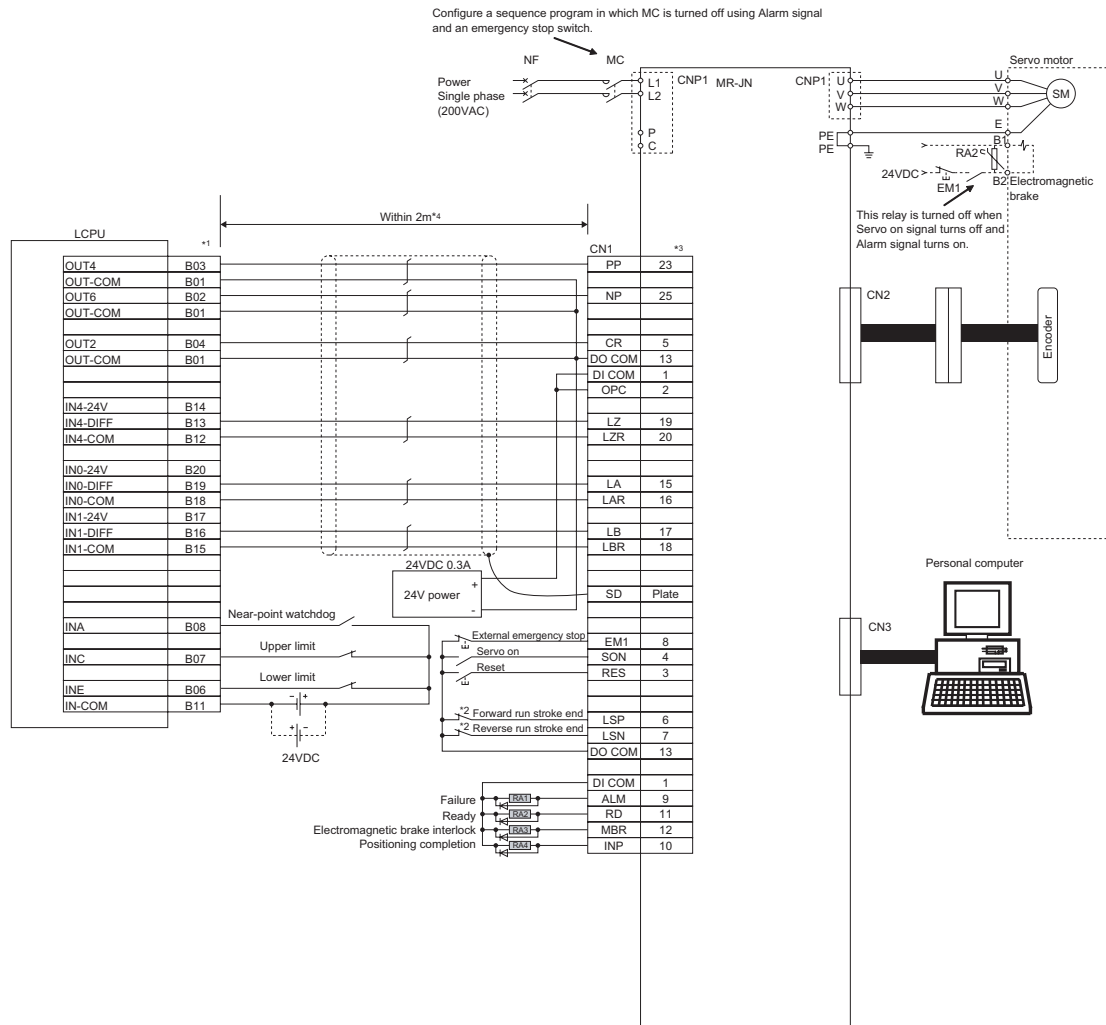 Configure a sequence program in which MC is turned off using Alarm signal
and an emergency stop switch.
NF
MC
Power
Single phase
(200VAC)
L1
L2
CNP1
MR-JN
P
C
CNP1
U
V
W
PE
PE
Servo motor
U
V
W
SM
E
B1
RA2
24VDC
EM1
B2
Electromagnetic
brake
This relay is turned off when
Servo on signal turns off and
Alarm signal turns on.
Within 2m*4
LCPU
*1
CN1
*3
OUT4 B03
OUT-COM B01
OUT6 B02
OUT-COM B01
OUT2 B04
OUT-COM B01
IN4-24V B14
IN4-DIFF B13
IN4-COM B12
IN0-24V B20
IN0-DIFF B19
IN0-COM B18
IN1-24V B17
IN1-DIFF B16
IN1-COM B15
INA B08
INC B07
INE B06
IN-COM B11
PP 23
NP 25
CR 5
DO COM 13
DI COM 1
OPC 2
LZ 19
LZR 20
LA 15
LAR 16
LB 17
LBR 18
SD Plate
EM1 8
SON 4
RES 3
LSP 6
LSN 7
DO COM 13
DI COM 1
ALM 9
RD 11
MBR 12
INP 10
24VDC 0.3A
24V power
+
-
Near-point watchdog
Upper limit
Lower limit
- +
+ -
24VDC
External emergency stop
Servo on
Reset
*2 Forward run stroke end
*2 Reverse run stroke end
Failure RA1
Ready RA2
Electromagnetic brake interlock RA3
Positioning completion RA4
CN2
Encoder
CN3
Personal computer